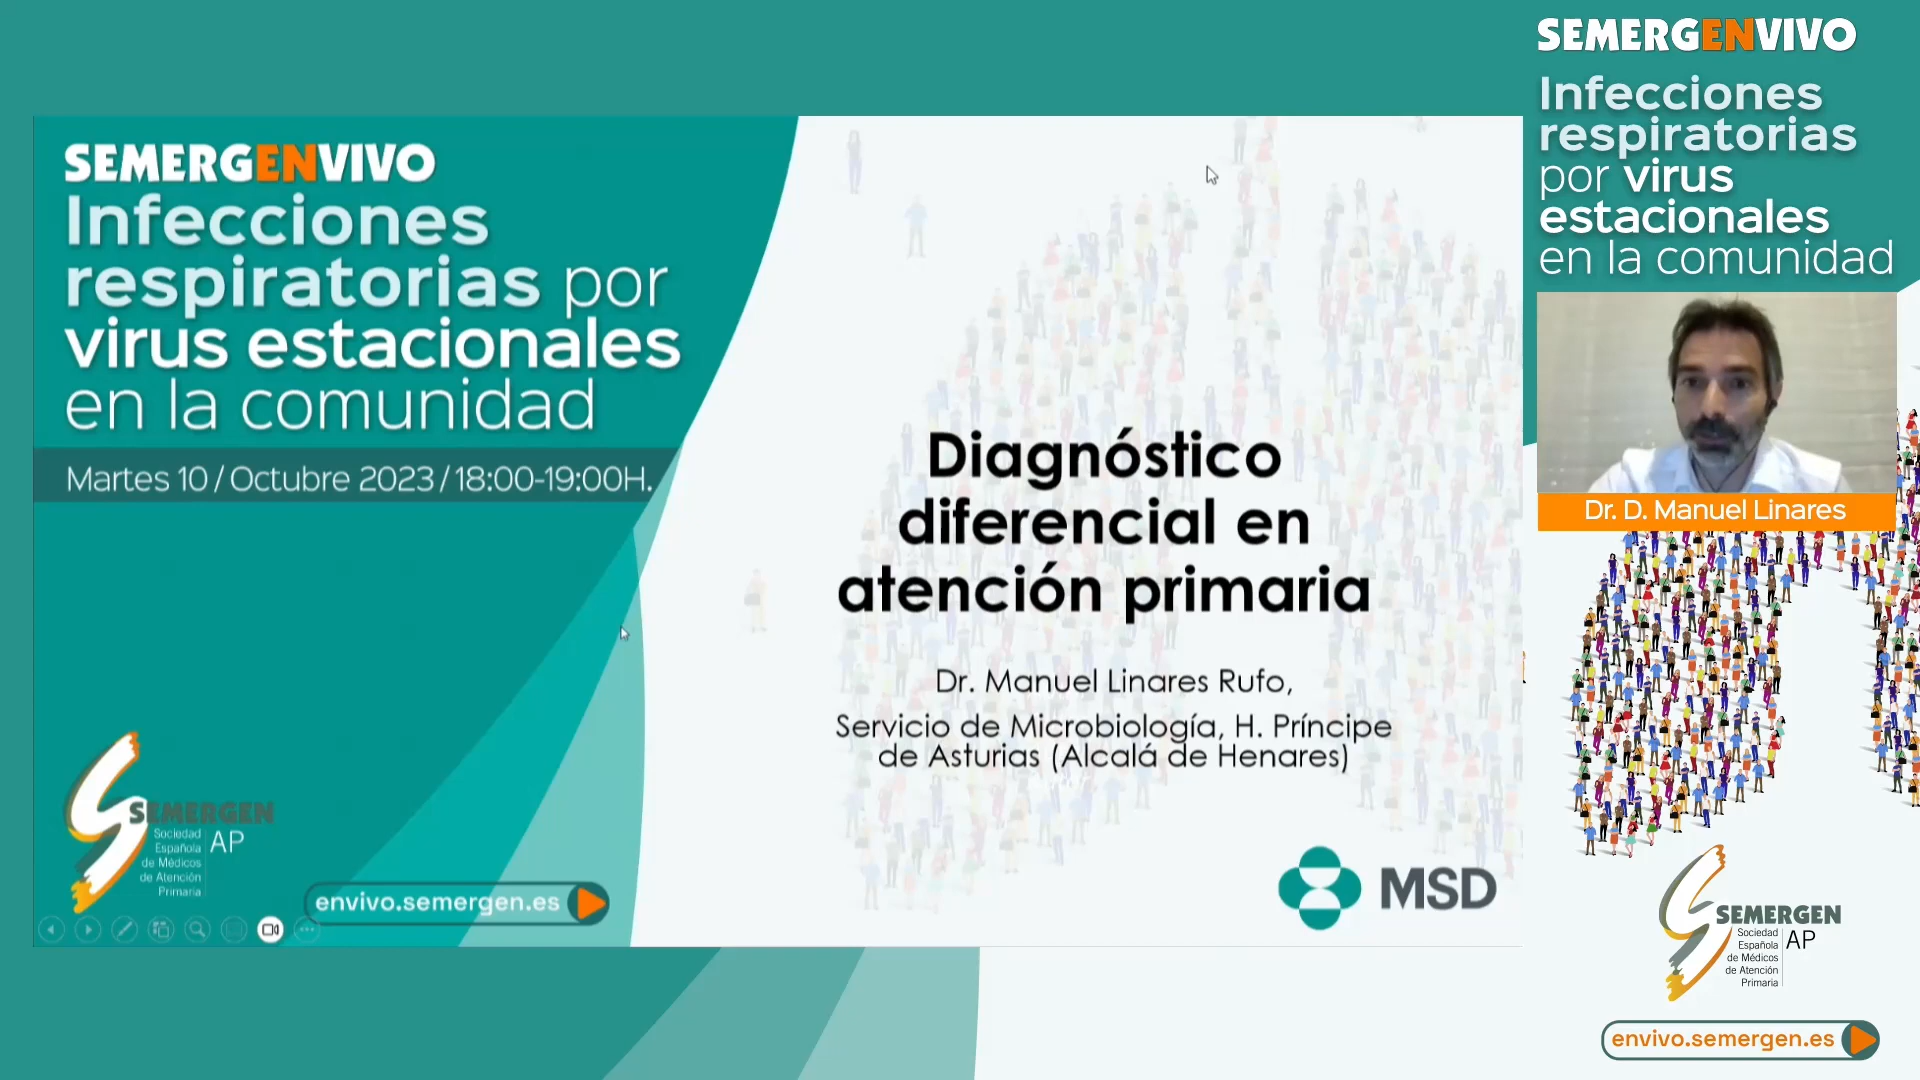 SEMERGENVIVO
Infecciones
respiratorias por
virus estacionales
en la comunidad
Martes 10 / Octubre 2023 / 18:00-19:00H.
SEMERGEN
Sociedad
Española
de Médicos
de Atención
Primaria
AP
envivo.semergen.es
Diagnóstico
diferencial en
atención primaria
Dr. Manuel Linares Rufo,
Servicio de Microbiología, H. Príncipe
de Asturias (Alcalá de Henares)
MSD
SEMERGENVIVO
Infecciones
respiratorias
por virus
estacionales
en la comunidad
Dr. D. Manuel Linares
SEMERGEN
Sociedad
Española
de Médicos
de Atención
Primaria
AP
envivo.semergen.es